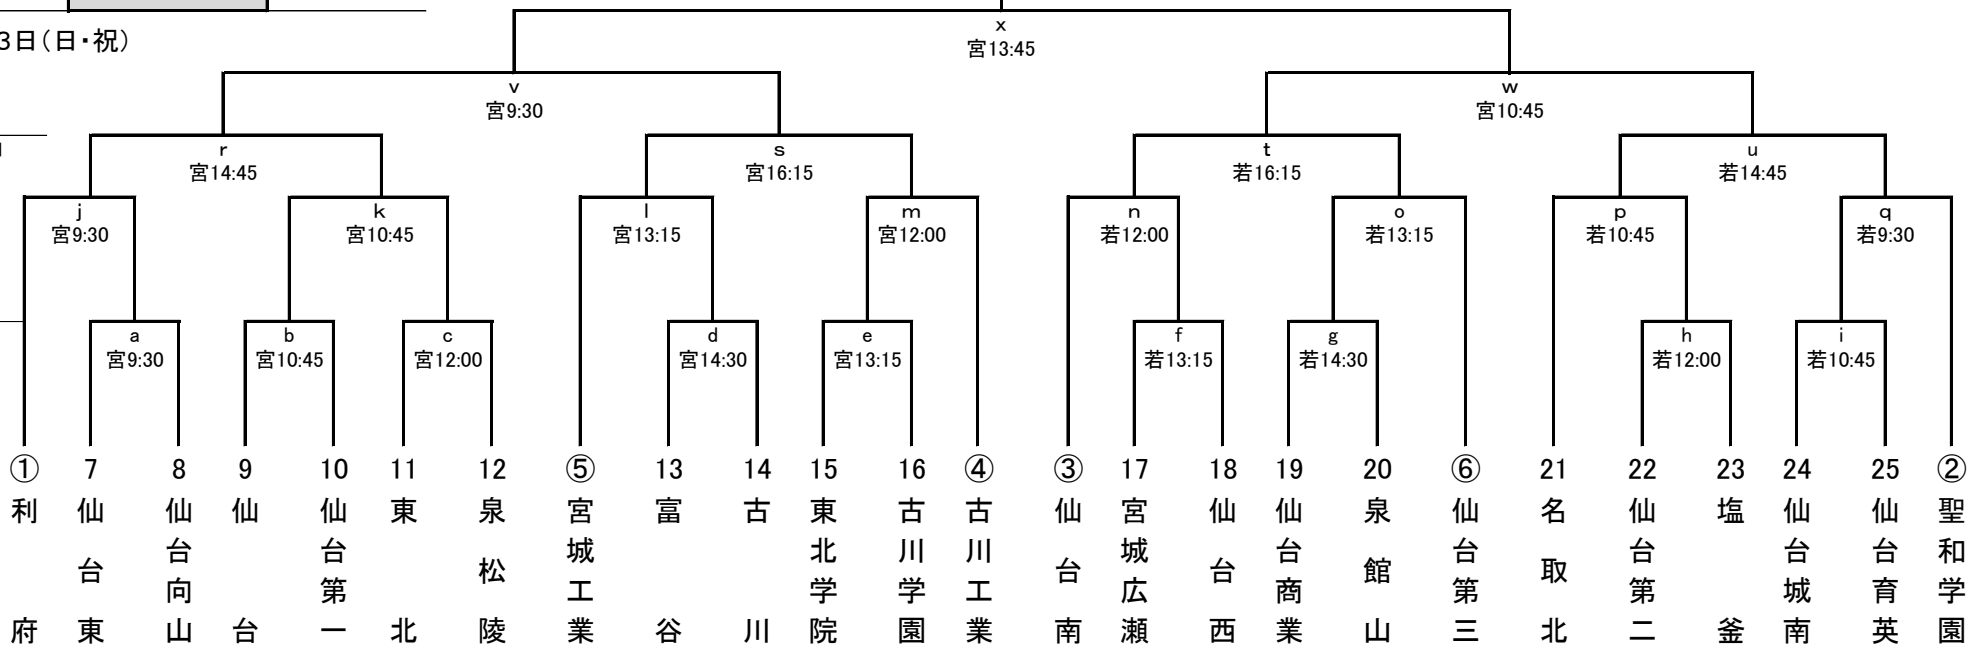 3日(日・祝)
x
宮13:45
v
宮9:30
w
宮10:45
r
宮14:45
s
宮16:15
t
若16:15
u
若14:45
j
宮9:30
k
宮10:45
l
宮13:15
m
宮12:00
n
若12:00
o
若13:15
p
若10:45
q
若9:30
a
宮9:30
b
宮10:45
c
宮12:00
d
宮14:30
e
宮13:15
f
若13:15
g
若14:30
h
若12:00
i
若10:45
① 利府
7 仙台東
8 仙台向山
9 仙台
10 仙台第一
11 東北
12 泉松陵
⑤ 宮城工業
13 富谷
14 古川
15 東北学院
16 古川学園
④ 古川工業
③ 仙台南
17 宮城広瀬
18 仙台西
19 仙台商業
20 泉館山
⑥ 仙台第三
21 名取北
22 仙台第二
23 塩釜
24 仙台城南
25 仙台育英
② 聖和学園